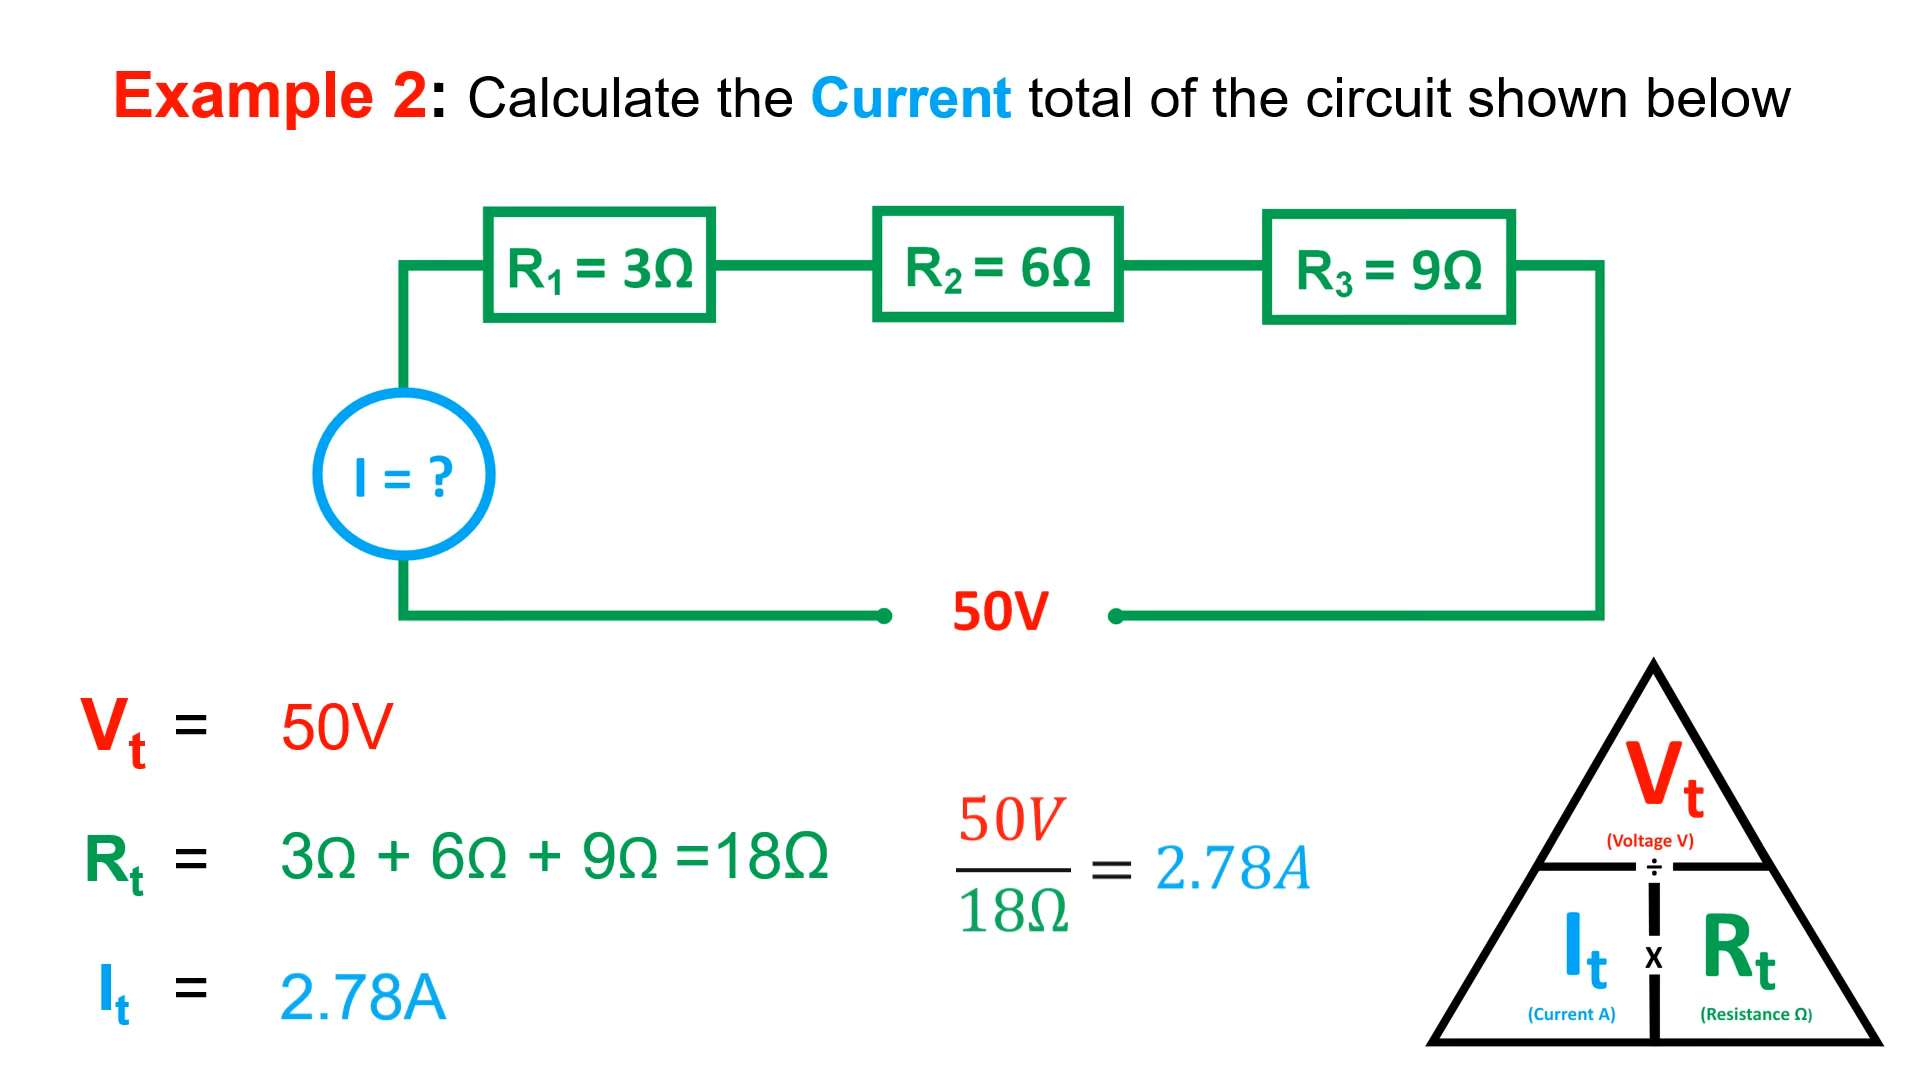 Example 2: Calculate the Current total of the circuit shown below
R₁ = 3Ω
R₂ = 6Ω
R₃ = 9Ω
I = ?
50V
Vt = 50V
Rt = 3Ω + 6Ω + 9Ω =18Ω
It = 2.78A
50V
18Ω
= 2.78A
Vt
(Voltage V)
÷
It
x
Rt
(Current A)
(Resistance Ω)